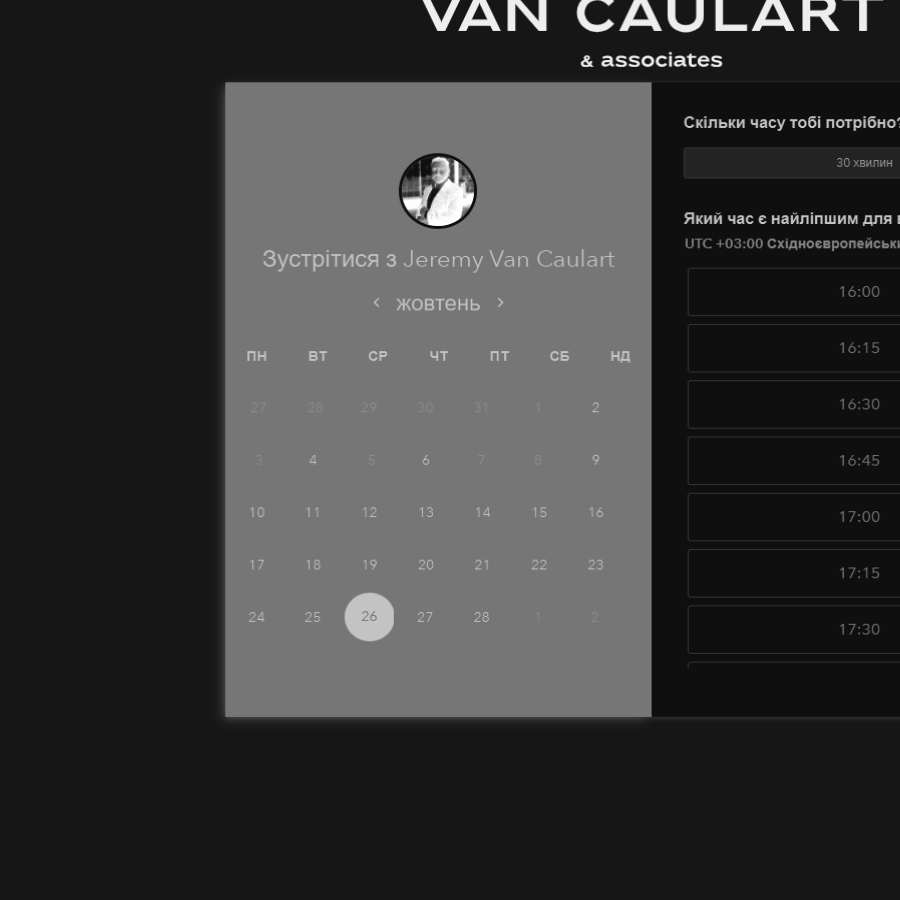 VAN CAULART
& associates
Зустрітися з Jeremy Van Caulart
жовтень
ПН ВТ СР ЧТ ПТ СБ НД
27 28 29 30 31 1 2
3 4 5 6 7 8 9
10 11 12 13 14 15 16
17 18 19 20 21 22 23
24 25 26 27 28 1 2
Скільки часу тобі потрібно?
30 хвилин
Який час є найліпшим для
UTC +03:00 Східноєвропейськ
16:00
16:15
16:30
16:45
17:00
17:15
17:30